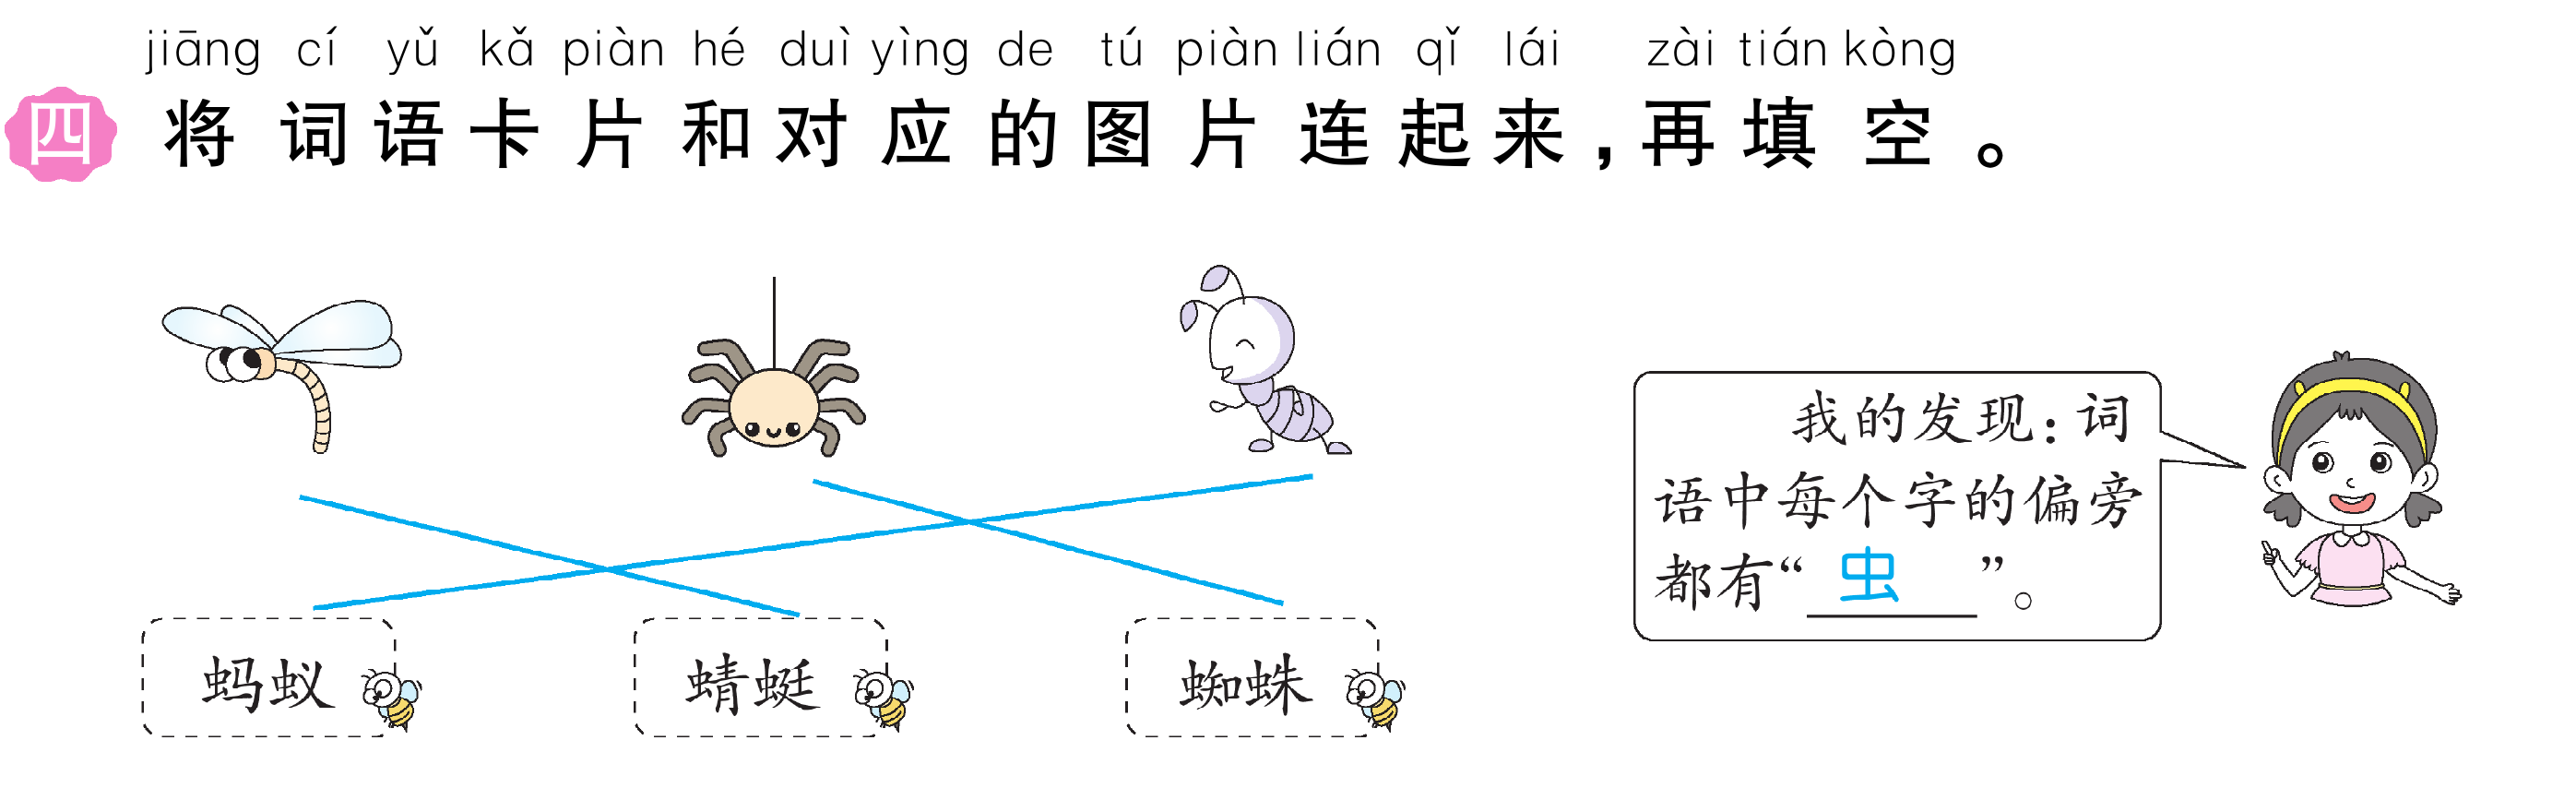 jiāng cí yǔ kǎ piàn hé duì yìng de tú piàn lián qǐ lái zài tián kòng
四 将词语卡片和对应的图片连起来,再填空。
我的发现:词
语中每个字的偏旁
都有“虫”。
蚂蚁 蜻蜓 蜘蛛